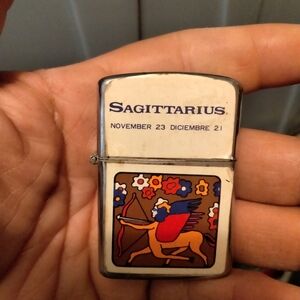 SAGITTARIUS
NOVEMBER 23 DICIEMBRE 21